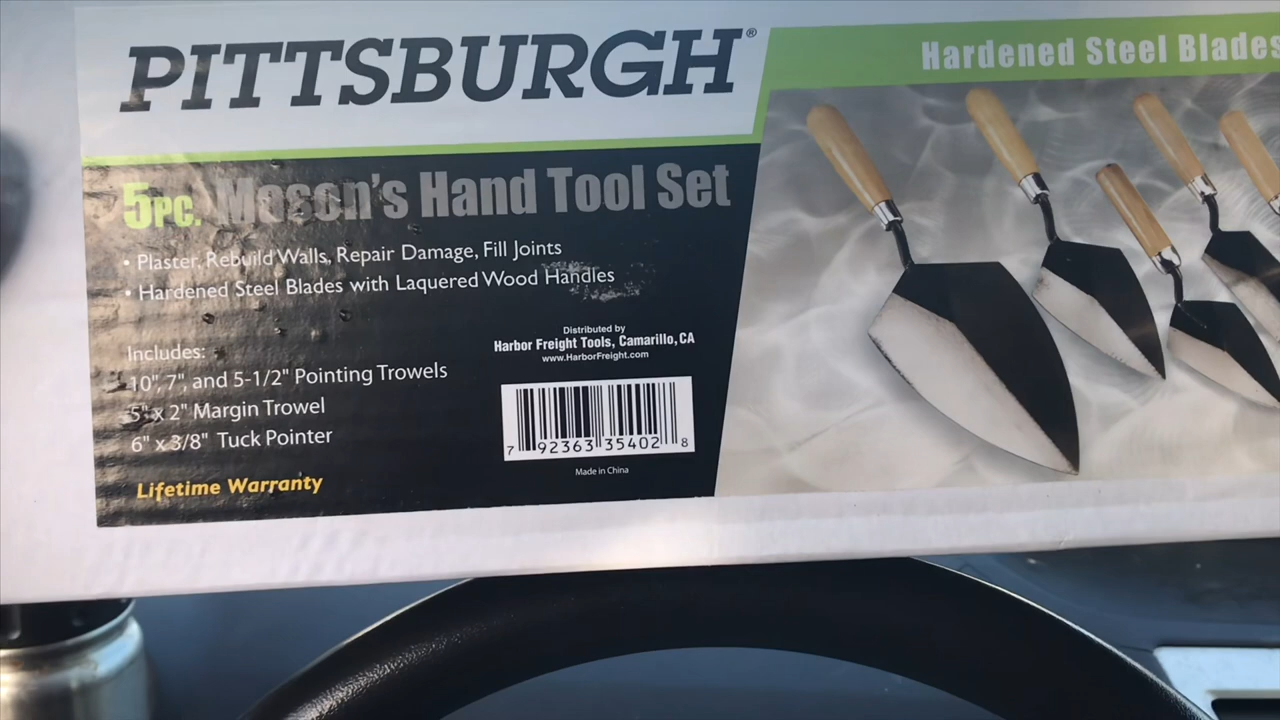 PITTSBURGH®
Hardened Steel Blades
5PC. Mason's Hand Tool Set
• Plaster, Rebuild Walls, Repair Damage, Fill Joints
• Hardened Steel Blades with Laquered Wood Handles
Includes:
10", 7", and 5-1/2" Pointing Trowels
5" x 2" Margin Trowel
6" x 3/8" Tuck Pointer
Lifetime Warranty
Distributed by
Harbor Freight Tools, Camarillo, CA
www.HarborFreight.com
7 92363 35402 8
Made in China